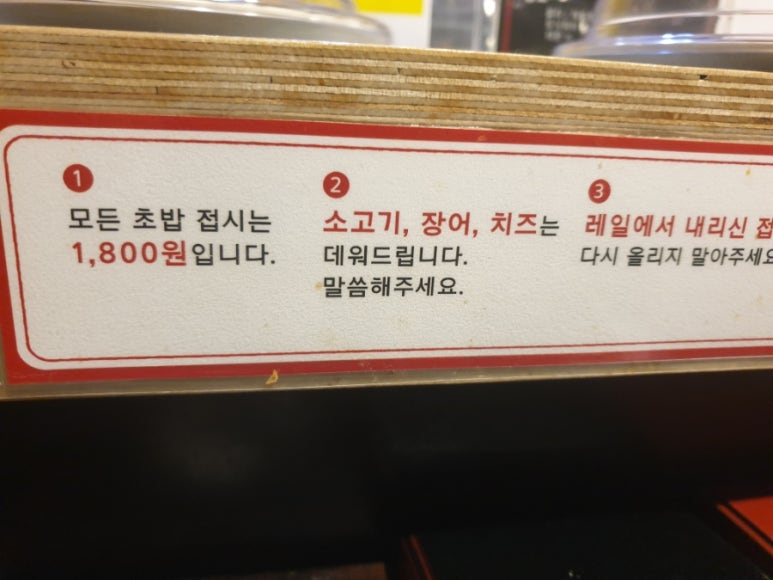 1
모든 초밥 접시는
1,800원입니다.
2
소고기, 장어, 치즈는
데워드립니다.
말씀해주세요.
3
레일에서 내리신
다시 올리지 말아주세요